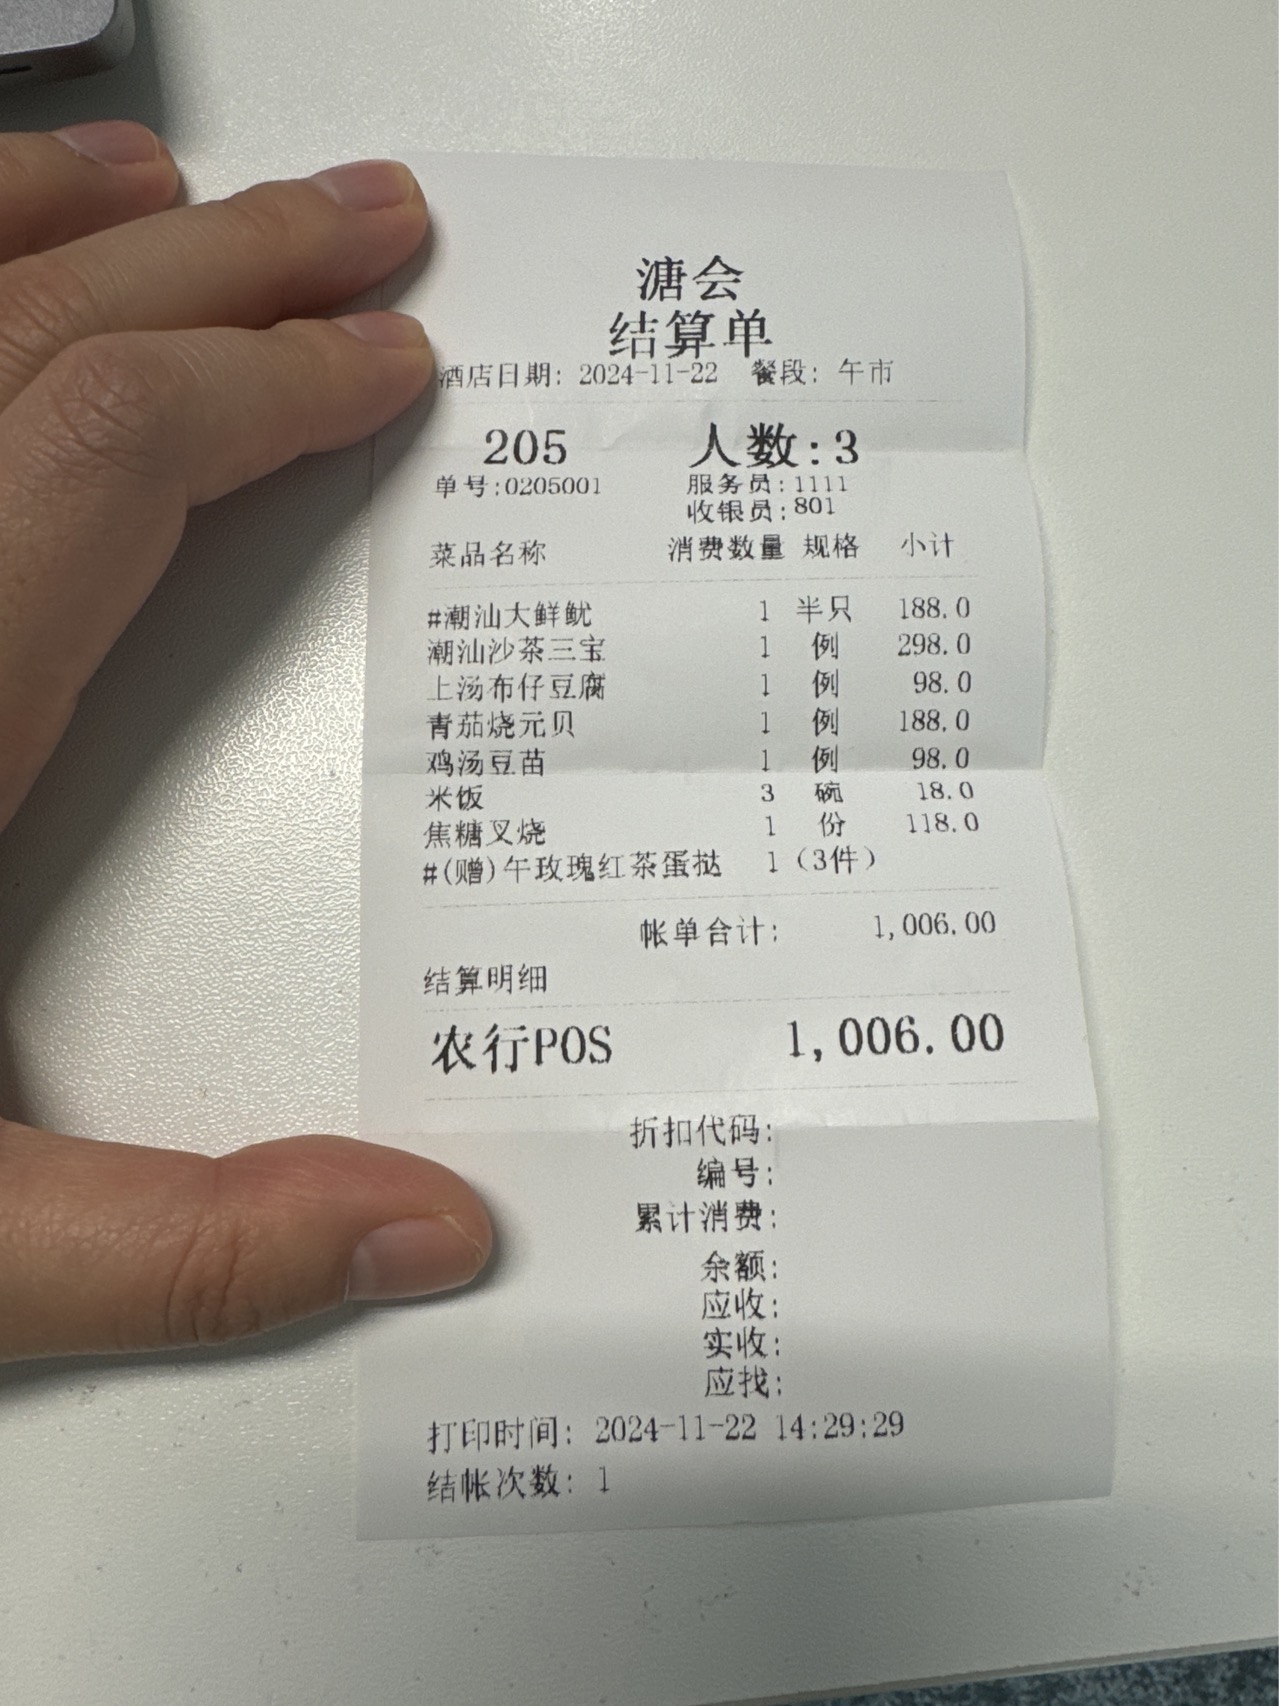 溏会
结算单
酒店日期: 2024-11-22 餐段: 午市
205 人数:3
单号:0205001 服务员:1111
收银员:801
菜品名称 消费数量 规格 小计
#潮汕大鲜鱿 1 半只 188.0
潮汕沙茶三宝 1 例 298.0
上汤布仔豆腐 1 例 98.0
青茄烧元贝 1 例 188.0
鸡汤豆苗 1 例 98.0
米饭 3 碗 18.0
焦糖叉烧 1 份 118.0
#(赠)午玫瑰红茶蛋挞 1 (3件)
帐单合计: 1,006.00
结算明细
农行POS 1,006.00
折扣代码:
编号:
累计消费:
余额:
应收:
实收:
应找:
打印时间: 2024-11-22 14:29:29
结帐次数: 1